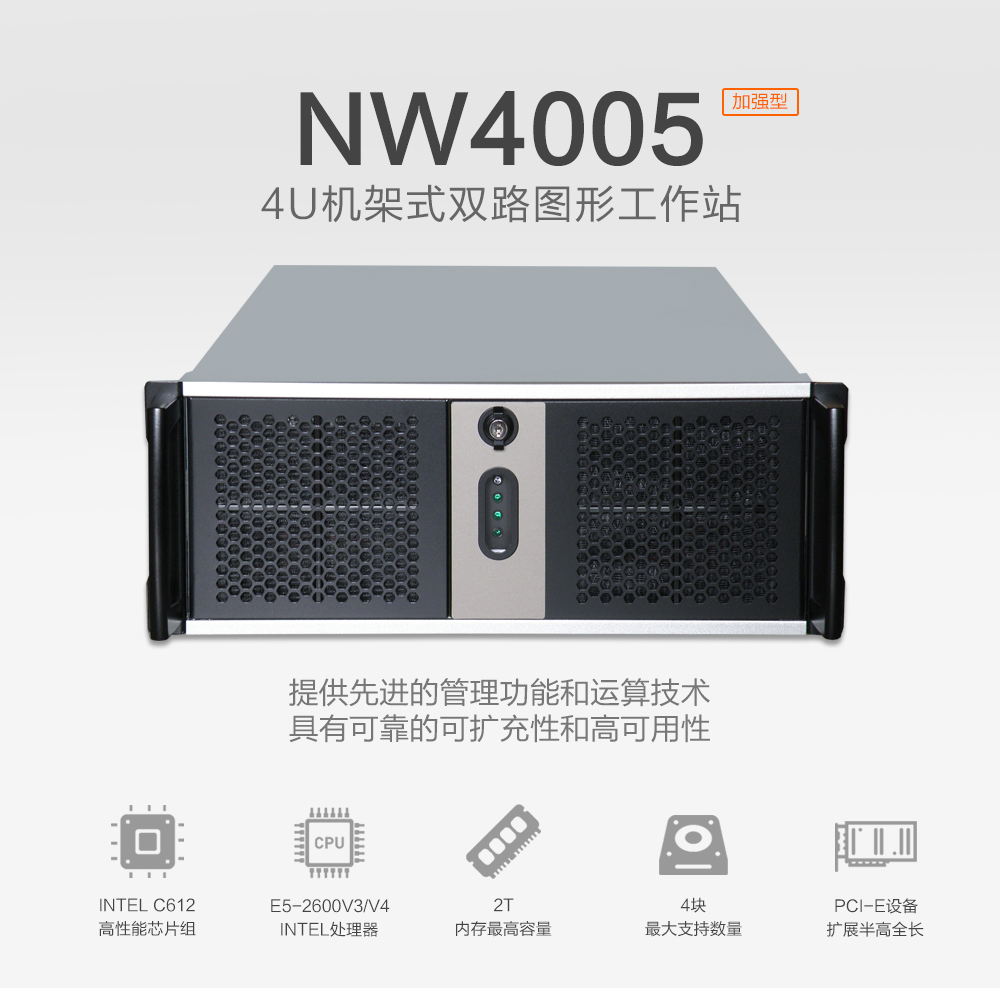 NW4005
加强型
4U机架式双路图形工作站
提供先进的管理功能和运算技术
具有可靠的可扩充性和高可用性
CPU
INTEL C612
高性能芯片组
E5-2600V3/V4
INTEL处理器
2T
内存最高容量
4块
最大支持数量
PCI-E设备
扩展半高全长